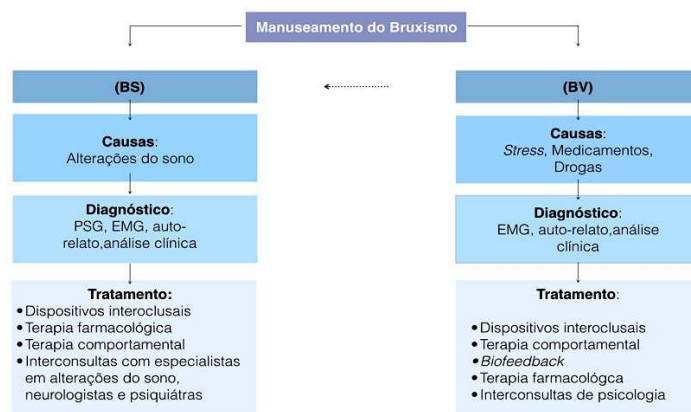 Manuseamento do Bruxismo
(BS)
Causas:
Alterações do sono
Diagnóstico:
PSG, EMG, auto-
relato,análise clínica
Tratamento:
•Dispositivos interoclusais
•Terapia farmacológica
•Terapia comportamental
•Interconsultas com especialistas
em alterações do sono,
neurologistas e psiquiátras
(BV)
Causas:
Stress, Medicamentos,
Drogas
Diagnóstico:
EMG, auto-relato,análise
clínica
Tratamento:
•Dispositivos interoclusais
•Terapia comportamental
•Biofeedback
•Terapia farmacológca
•Interconsultas de psicologia